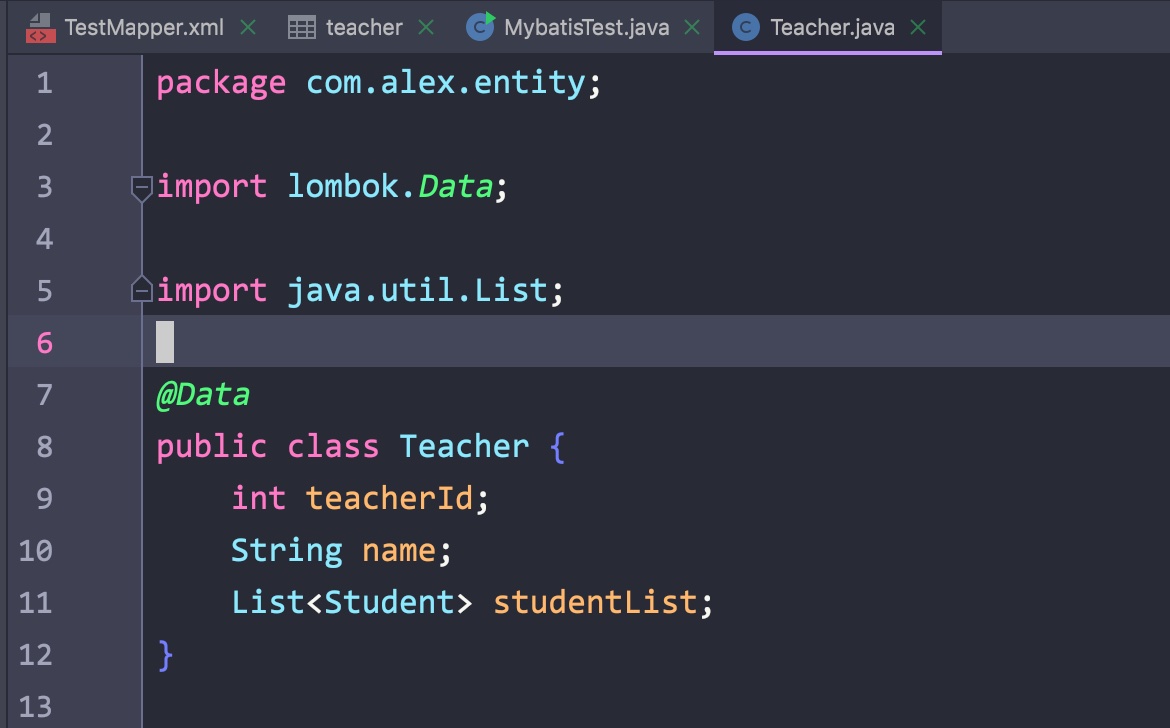 TestMapper.xml teacher MybatisTest.java Teacher.java
1 package com.alex.entity;
2
3 import lombok.Data;
4
5 import java.util.List;
6
7 @Data
8 public class Teacher {
9 int teacherId;
10 String name;
11 List<Student> studentList;
12 }
13